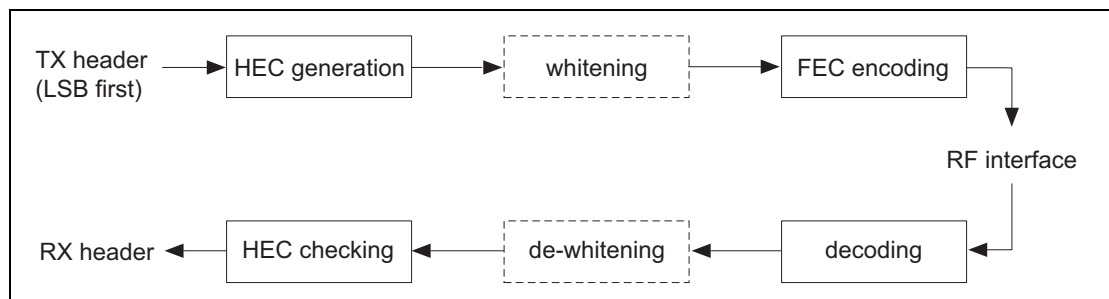 TX header
(LSB first)
HEC generation
whitening
FEC encoding
RF interface
RX header
HEC checking
de-whitening
decoding